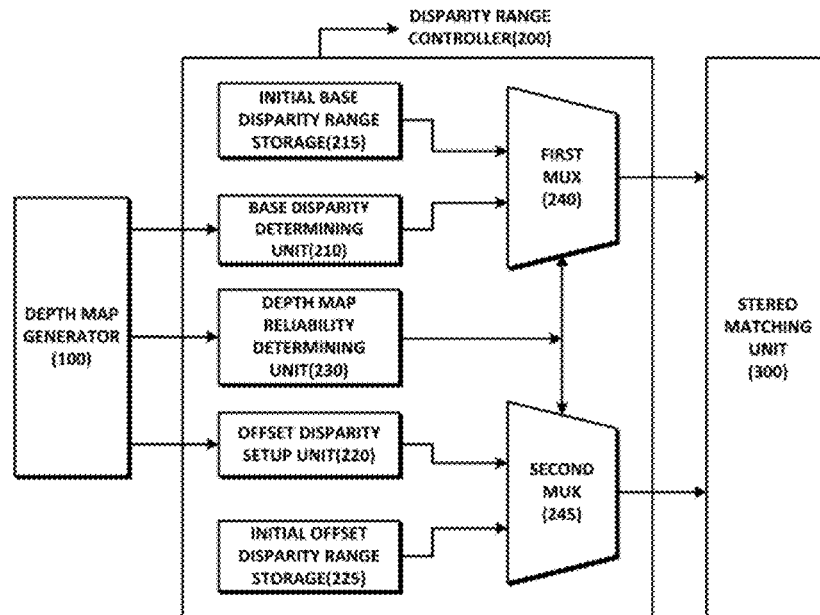 DISPARITY RANGE
CONTROLLER(200)
INITIAL BASE
DISPARITY RANGE
STORAGE(215)
FIRST
MUX
(240)
BASE DISPARITY
DETERMINING
UNIT(210)
DEPTH MAP
GENERATOR
(100)
DEPTH MAP
RELIABILITY
DETERMINING
UNIT(230)
STEREO
MATCHING
UNIT
(300)
OFFSET DISPARITY
SETUP UNIT(220)
SECOND
MUX
(245)
INITIAL OFFSET
DISPARITY RANGE
STORAGE(225)